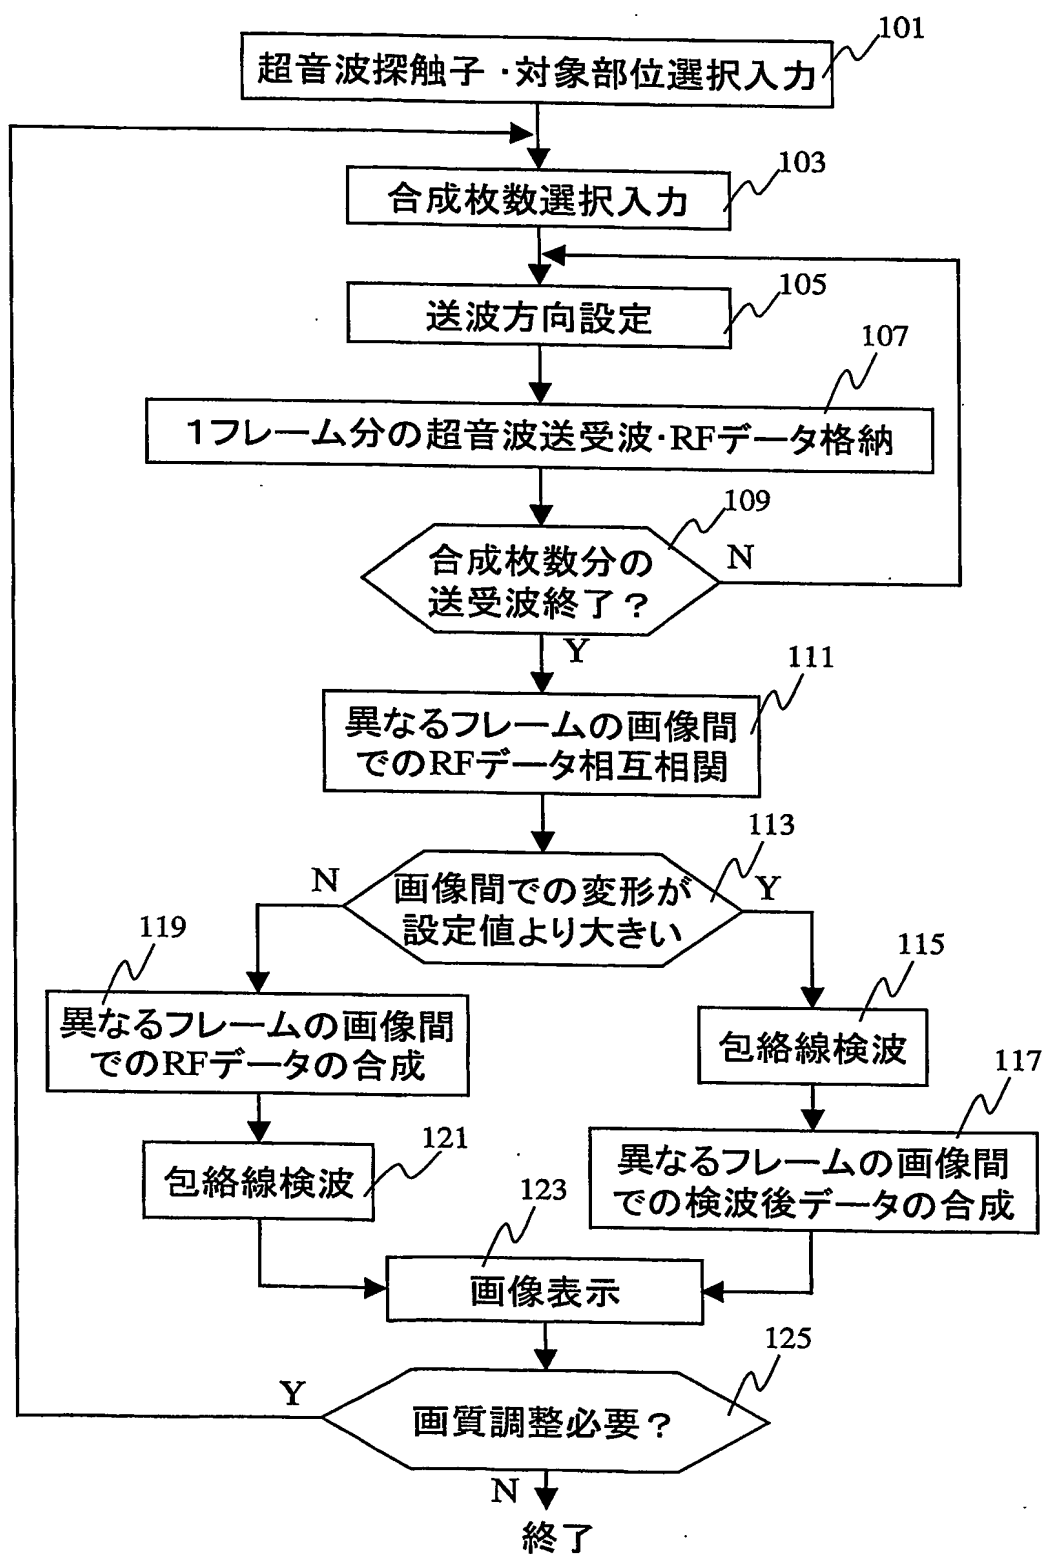 101
超音波探触子・対象部位選択入力
103
合成枚数選択入力
105
送波方向設定
107
1フレーム分の超音波送受波・RFデータ格納
109
合成枚数分の
送受波終了？
N
Y
111
異なるフレームの画像間
でのRFデータ相互相関
113
画像間での変形が
設定値より大きい
N
Y
119
異なるフレームの画像間
でのRFデータの合成
115
包絡線検波
117
異なるフレームの画像間
での検波後データの合成
121
包絡線検波
123
画像表示
125
画質調整必要？
Y
N
終了